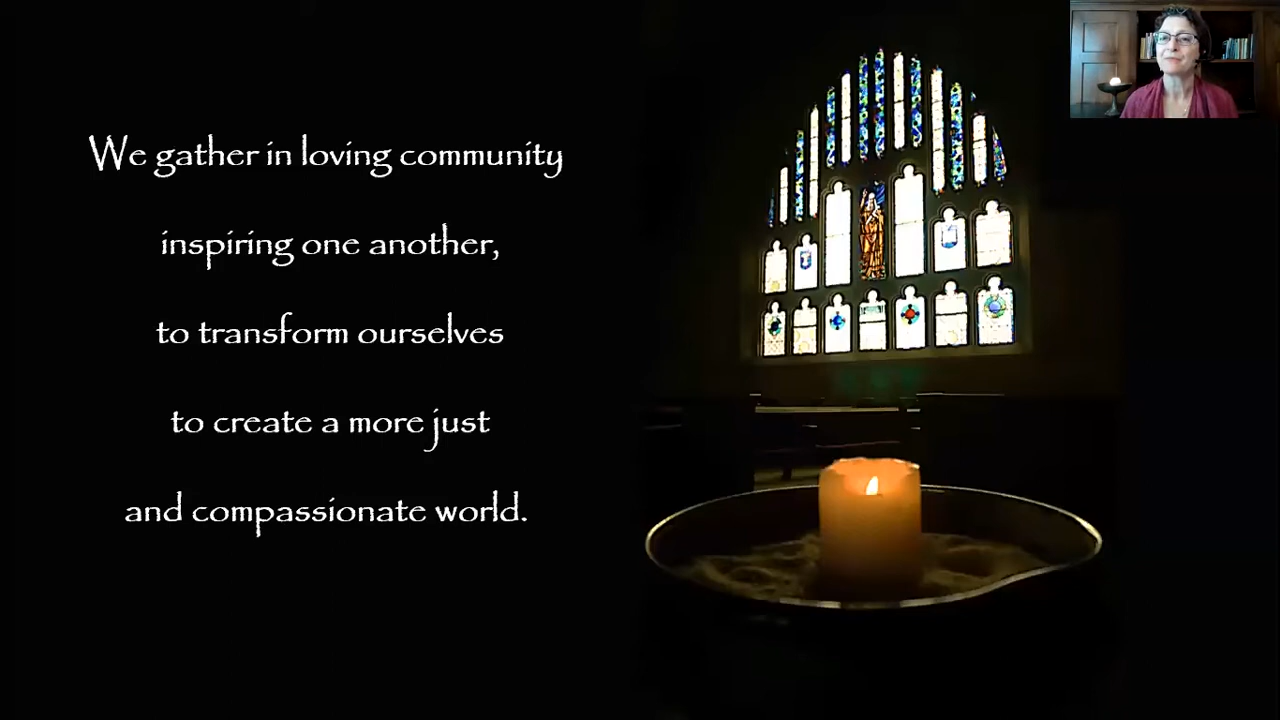 We gather in loving community
inspiring one another,
to transform ourselves
to create a more just
and compassionate world.